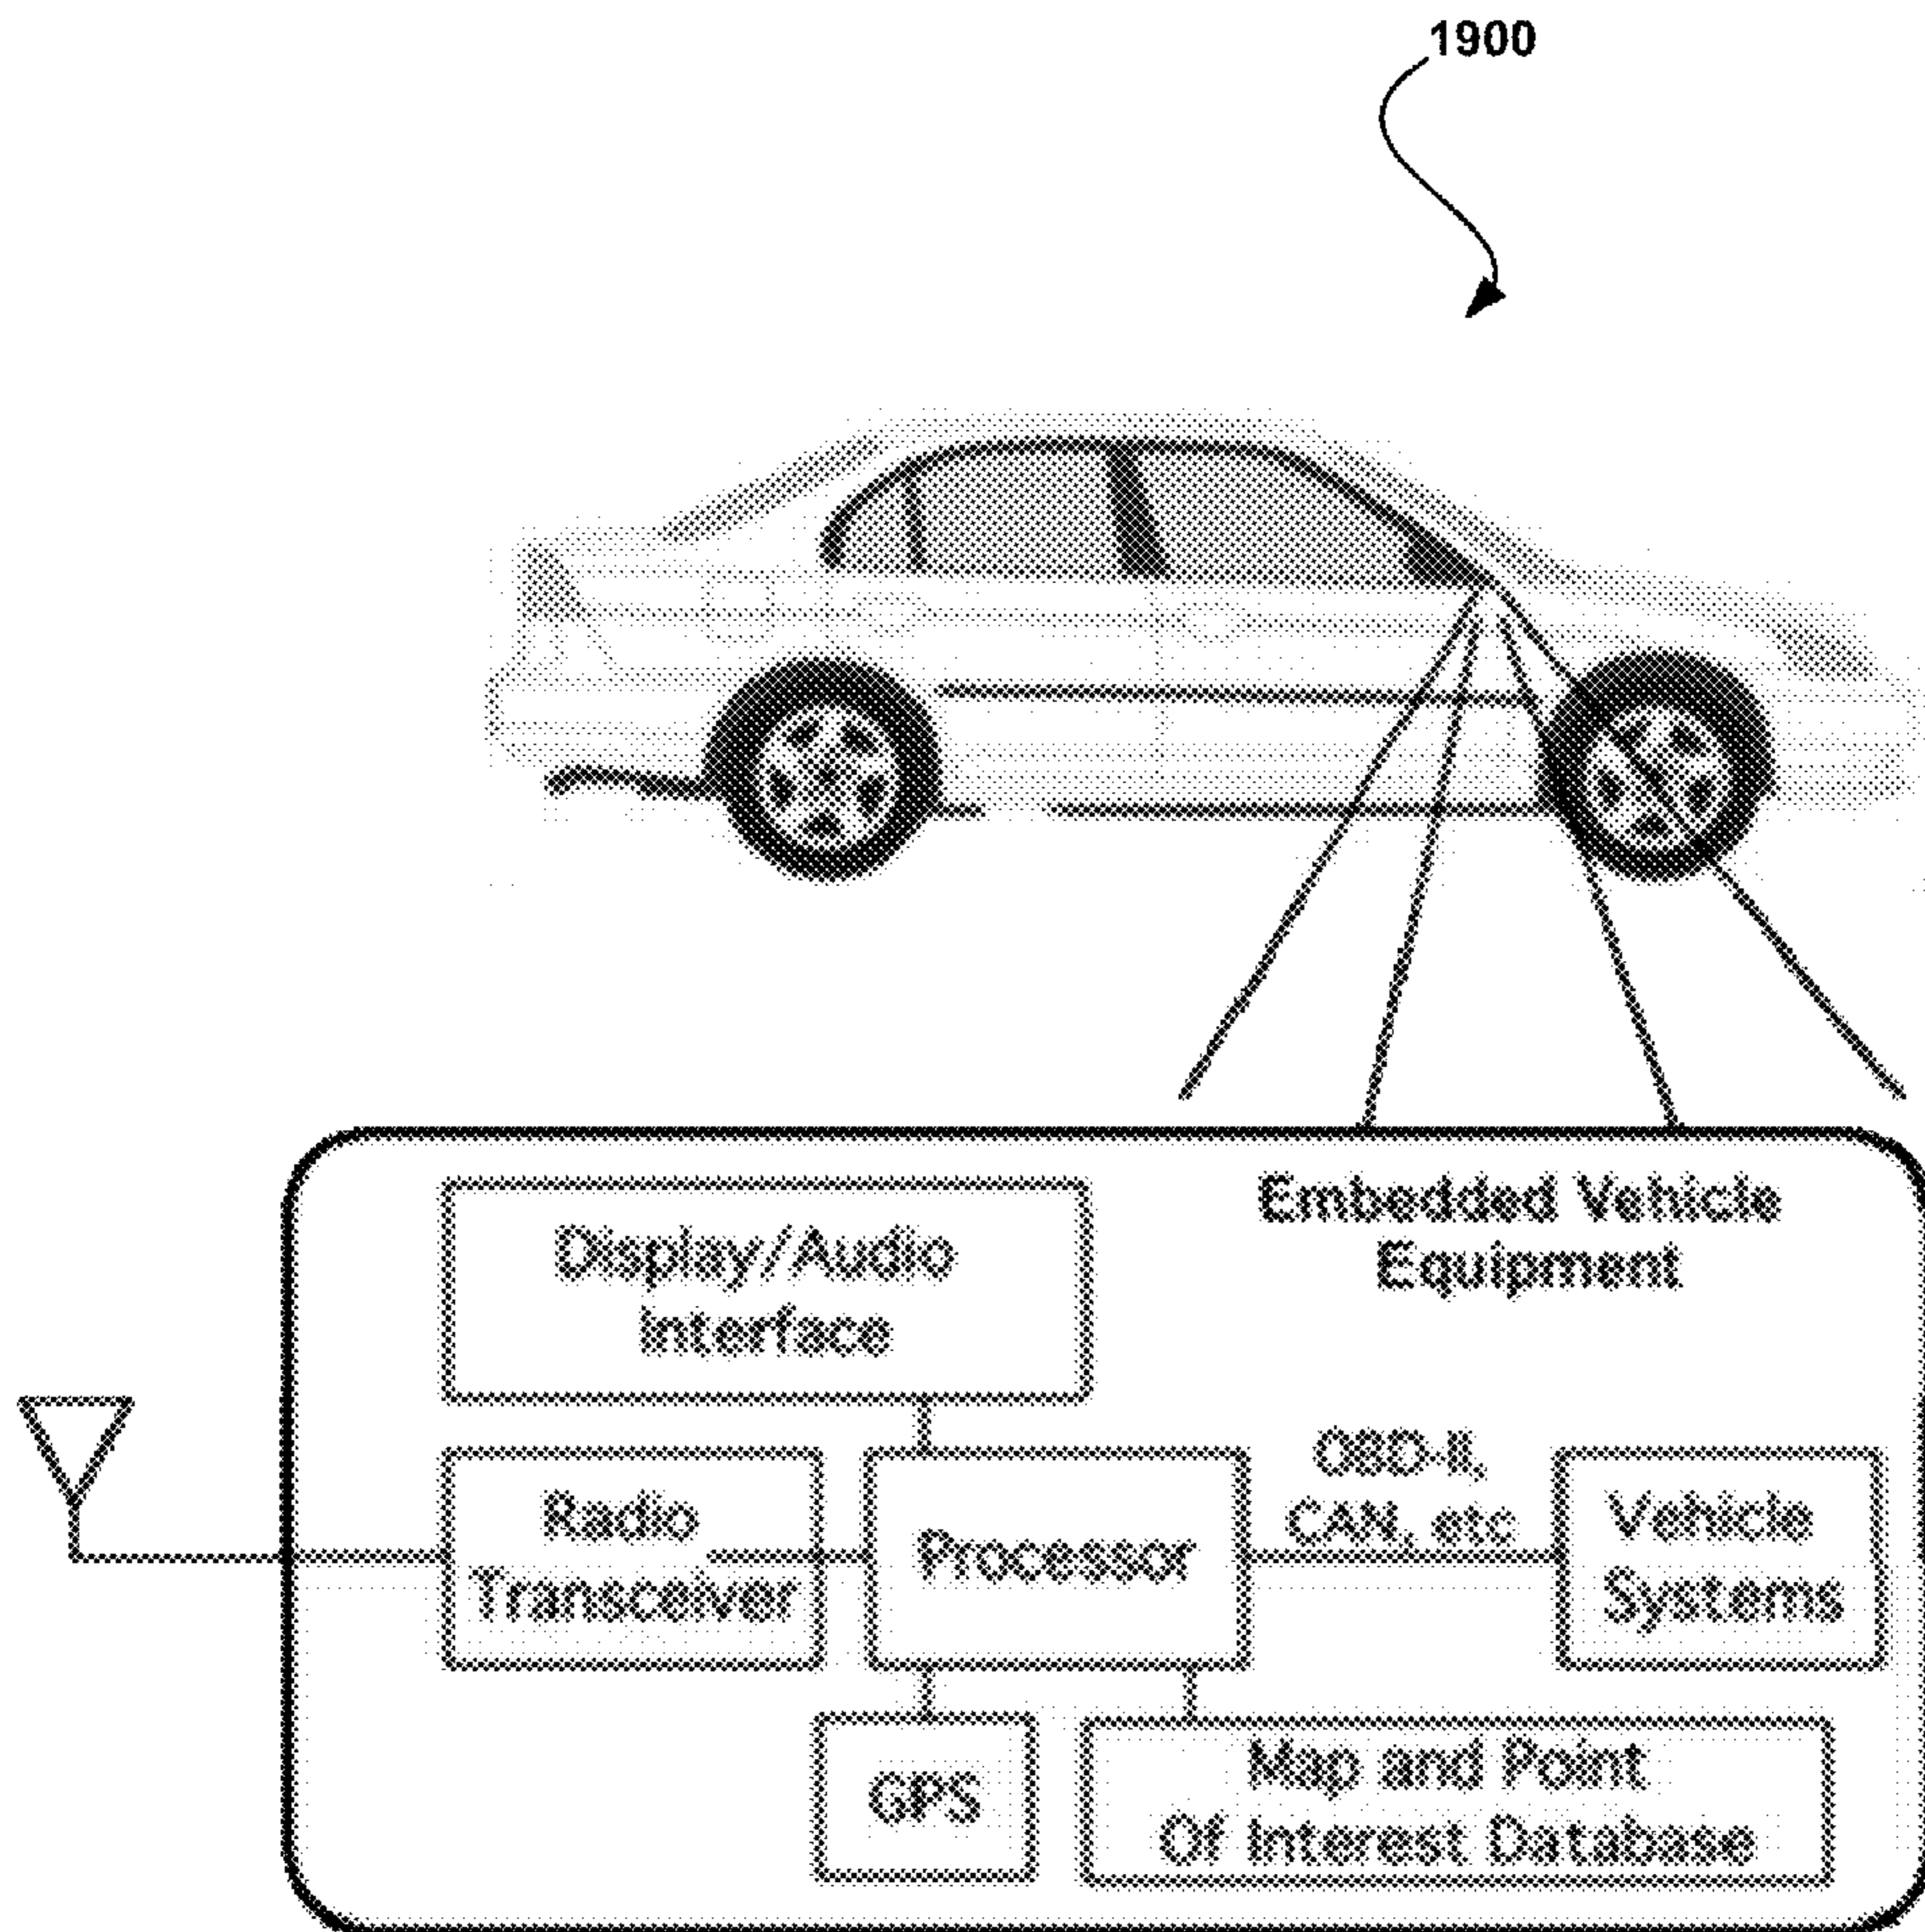 1900
Embedded Vehicle
Equipment
Display/Audio
Interface
Radio
Transceiver
Processor
OBD-II,
CAN, etc
Vehicle
Systems
GPS
Map and Point
Of Interest Database